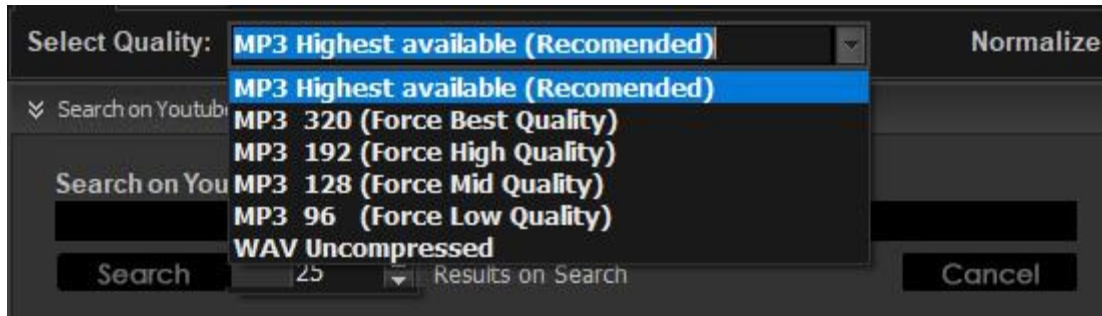 Select Quality: MP3 Highest available (Recomended) Normalize
MP3 Highest available (Recomended)
Search on Youtub
MP3 320 (Force Best Quality)
MP3 192 (Force High Quality)
Search on You
MP3 128 (Force Mid Quality)
MP3 96 (Force Low Quality)
WAV Uncompressed
Search 25 Results on Search Cancel